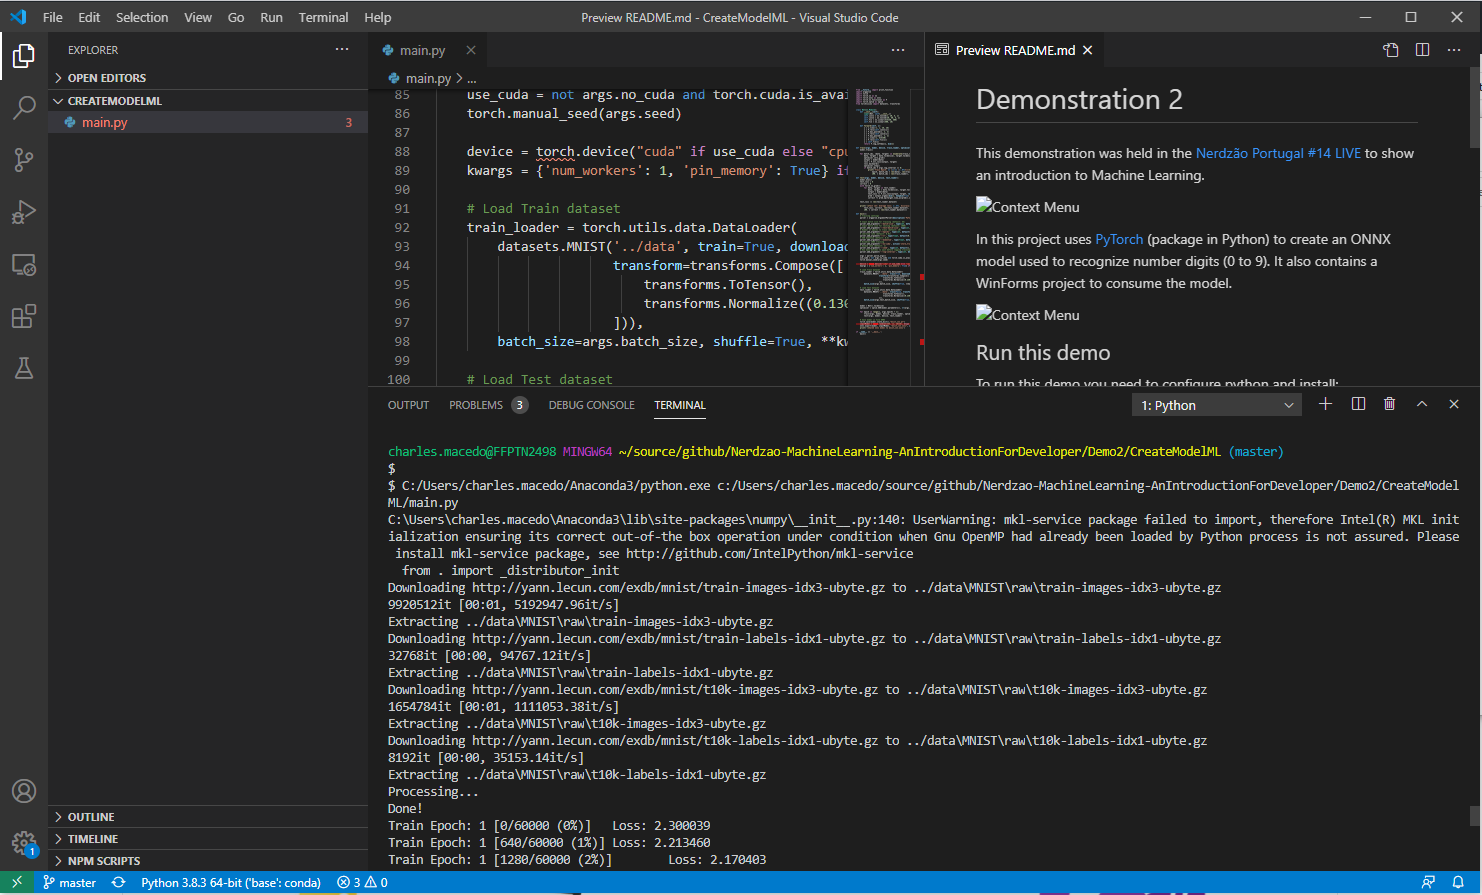 File Edit Selection View Go Run Terminal Help
Preview README.md - CreateModelML - Visual Studio Code
EXPLORER
OPEN EDITORS
CREATEMODELML
main.py 3
OUTLINE
TIMELINE
NPM SCRIPTS
main.py
main.py > ...
85 use_cuda = not args.no_cuda and torch.cuda.is_avai
86 torch.manual_seed(args.seed)
87
88 device = torch.device("cuda" if use_cuda else "cpu
89 kwargs = {'num_workers': 1, 'pin_memory': True} if
90
91 # Load Train dataset
92 train_loader = torch.utils.data.DataLoader(
93 datasets.MNIST('../data', train=True, download
94 transform=transforms.Compose([
95 transforms.ToTensor(),
96 transforms.Normalize((0.130
97 ])),
98 batch_size=args.batch_size, shuffle=True, **kw
99
100 # Load Test dataset
Preview README.md
Demonstration 2
This demonstration was held in the Nerdzão Portugal #14 LIVE to show
an introduction to Machine Learning.
Context Menu
In this project uses PyTorch (package in Python) to create an ONNX
model used to recognize number digits (0 to 9). It also contains a
WinForms project to consume the model.
Context Menu
Run this demo
To run this demo you need to configure python and install:
OUTPUT PROBLEMS 3 DEBUG CONSOLE TERMINAL
1: Python
charles.macedo@FFPTN2498 MINGW64 ~/source/github/Nerdzao-MachineLearning-AnIntroductionForDeveloper/Demo2/CreateModelML (master)
$
$ C:/Users/charles.macedo/Anaconda3/python.exe c:/Users/charles.macedo/source/github/Nerdzao-MachineLearning-AnIntroductionForDeveloper/Demo2/CreateModel
ML/main.py
C:\Users\charles.macedo\Anaconda3\lib\site-packages\numpy\__init__.py:140: UserWarning: mkl-service package failed to import, therefore Intel(R) MKL init
ialization ensuring its correct out-of-the box operation under condition when Gnu OpenMP had already been loaded by Python process is not assured. Please
install mkl-service package, see http://github.com/IntelPython/mkl-service
from . import _distributor_init
Downloading http://yann.lecun.com/exdb/mnist/train-images-idx3-ubyte.gz to ../data\MNIST\raw\train-images-idx3-ubyte.gz
9920512it [00:01, 5192947.96it/s]
Extracting ../data\MNIST\raw\train-images-idx3-ubyte.gz
Downloading http://yann.lecun.com/exdb/mnist/train-labels-idx1-ubyte.gz to ../data\MNIST\raw\train-labels-idx1-ubyte.gz
32768it [00:00, 94767.12it/s]
Extracting ../data\MNIST\raw\train-labels-idx1-ubyte.gz
Downloading http://yann.lecun.com/exdb/mnist/t10k-images-idx3-ubyte.gz to ../data\MNIST\raw\t10k-images-idx3-ubyte.gz
1654784it [00:01, 1111053.38it/s]
Extracting ../data\MNIST\raw\t10k-images-idx3-ubyte.gz
Downloading http://yann.lecun.com/exdb/mnist/t10k-labels-idx1-ubyte.gz to ../data\MNIST\raw\t10k-labels-idx1-ubyte.gz
8192it [00:00, 35153.14it/s]
Extracting ../data\MNIST\raw\t10k-labels-idx1-ubyte.gz
Processing...
Done!
Train Epoch: 1 [0/60000 (0%)] Loss: 2.300039
Train Epoch: 1 [640/60000 (1%)] Loss: 2.213460
Train Epoch: 1 [1280/60000 (2%)] Loss: 2.170403
1
master Python 3.8.3 64-bit ('base': conda) 3 0